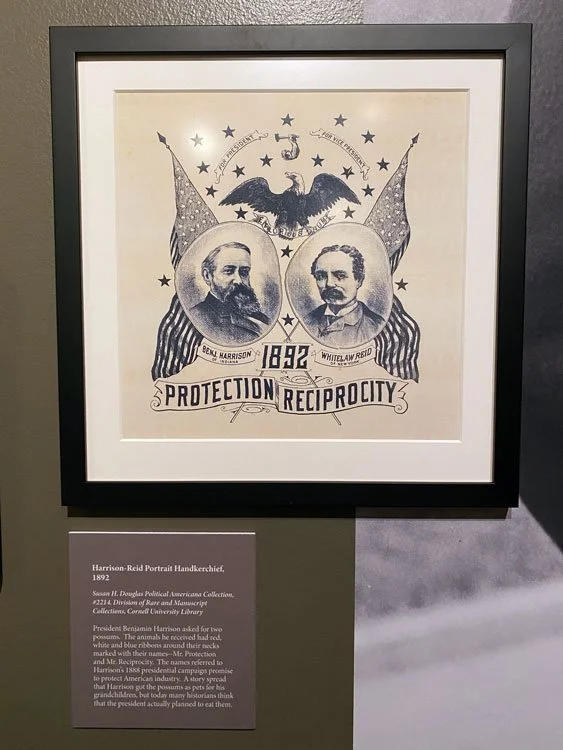 FOR PRESIDENT
FOR VICE PRESIDENT
BENJ. HARRISON
OF INDIANA
1892
WHITELAW REID
OF NEW YORK
PROTECTION RECIPROCITY
Harrison-Reid Portrait Handkerchief,
1892
Susan H. Douglas Political Americana Collection,
#2214. Division of Rare and Manuscript
Collections, Cornell University Library
President Benjamin Harrison asked for two
possums. The animals he received had red,
white and blue ribbons around their necks
marked with their names–Mr. Protection
and Mr. Reciprocity. The names referred to
Harrison's 1888 presidential campaign promise
to protect American industry. A story spread
that Harrison got the possums as pets for his
grandchildren, but today many historians think
that the president actually planned to eat them.